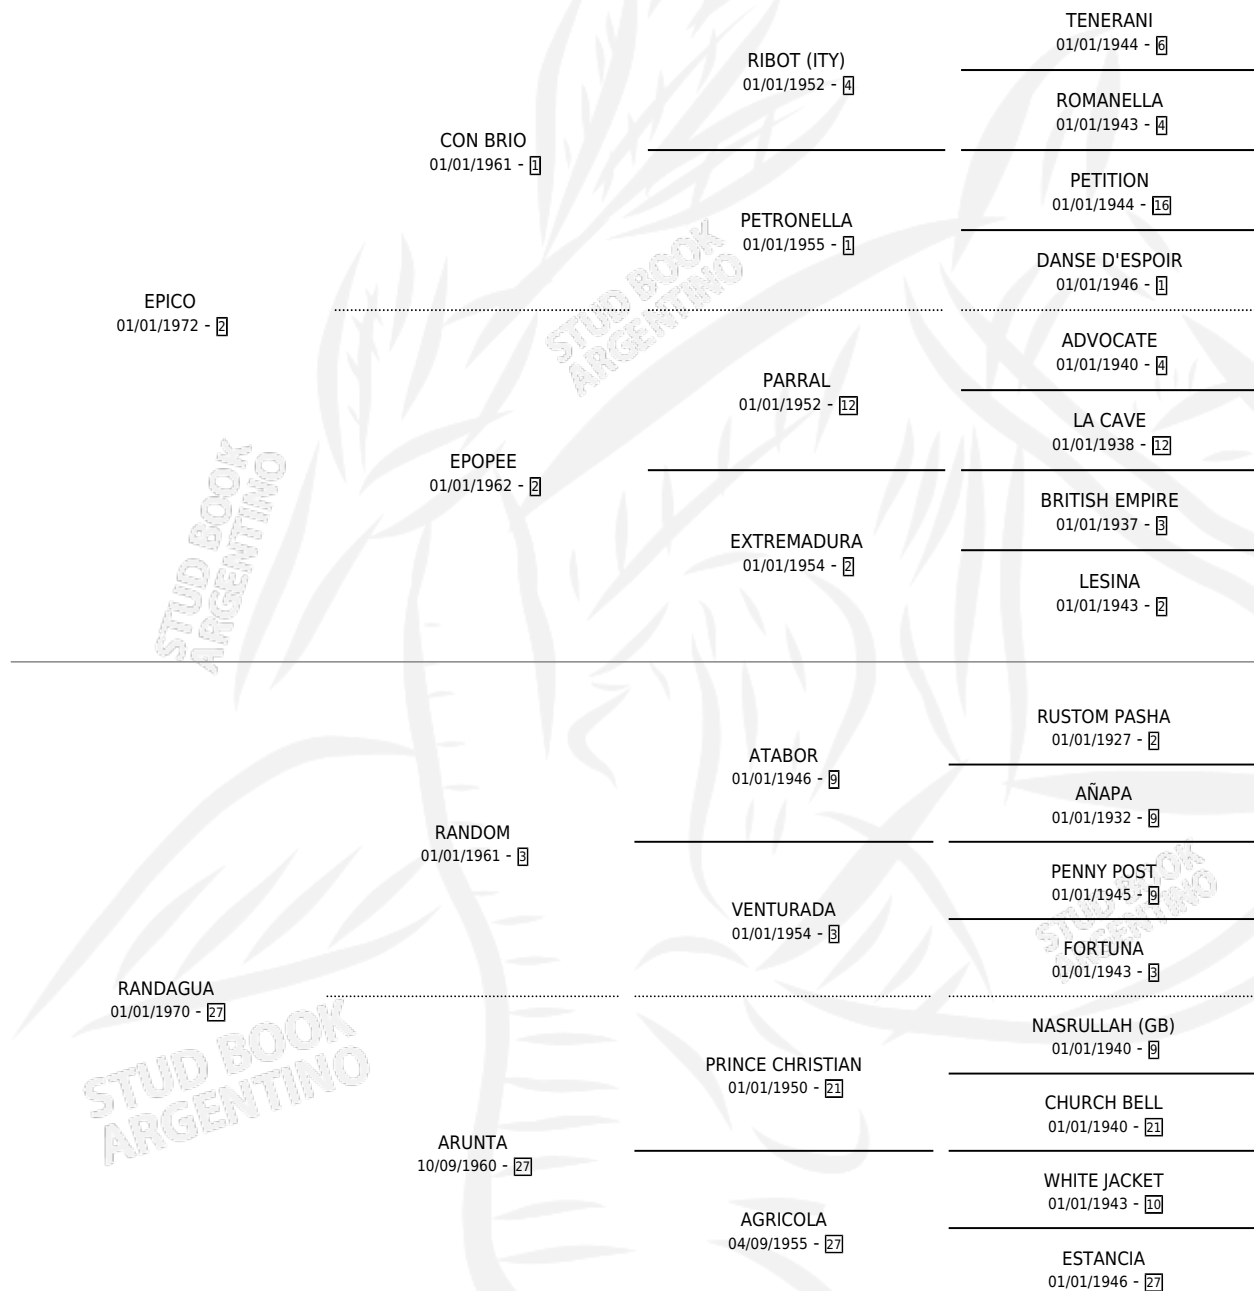 TENERANI
01/01/1944 - 6
RIBOT (ITY)
01/01/1952 - 4
ROMANELLA
01/01/1943 - 4
CON BRIO
01/01/1961 - 1
PETITION
01/01/1944 - 16
PETRONELLA
01/01/1955 - 1
DANSE D'ESPOIR
01/01/1946 - 1
EPICO
01/01/1972 - 2
STUD BOOK
ARGENTINO
ADVOCATE
01/01/1940 - 4
PARRAL
01/01/1952 - 12
LA CAVE
01/01/1938 - 12
EPOPEE
01/01/1962 - 2
BRITISH EMPIRE
01/01/1937 - 3
EXTREMADURA
01/01/1954 - 2
LESINA
01/01/1943 - 2
STUD BOOK
ARGENTINO
RUSTOM PASHA
01/01/1927 - 2
ATABOR
01/01/1946 - 9
AÑAPA
01/01/1932 - 9
RANDOM
01/01/1961 - 3
PENNY POST
01/01/1945 - 9
VENTURADA
01/01/1954 - 3
STUD BOOK
ARGENTINO
FORTUNA
01/01/1943 - 3
RANDAGUA
01/01/1970 - 27
NASRULLAH (GB)
01/01/1940 - 9
STUD BOOK
ARGENTINO
PRINCE CHRISTIAN
01/01/1950 - 21
CHURCH BELL
01/01/1940 - 21
ARUNTA
10/09/1960 - 27
WHITE JACKET
01/01/1943 - 10
AGRICOLA
04/09/1955 - 27
ESTANCIA
01/01/1946 - 27